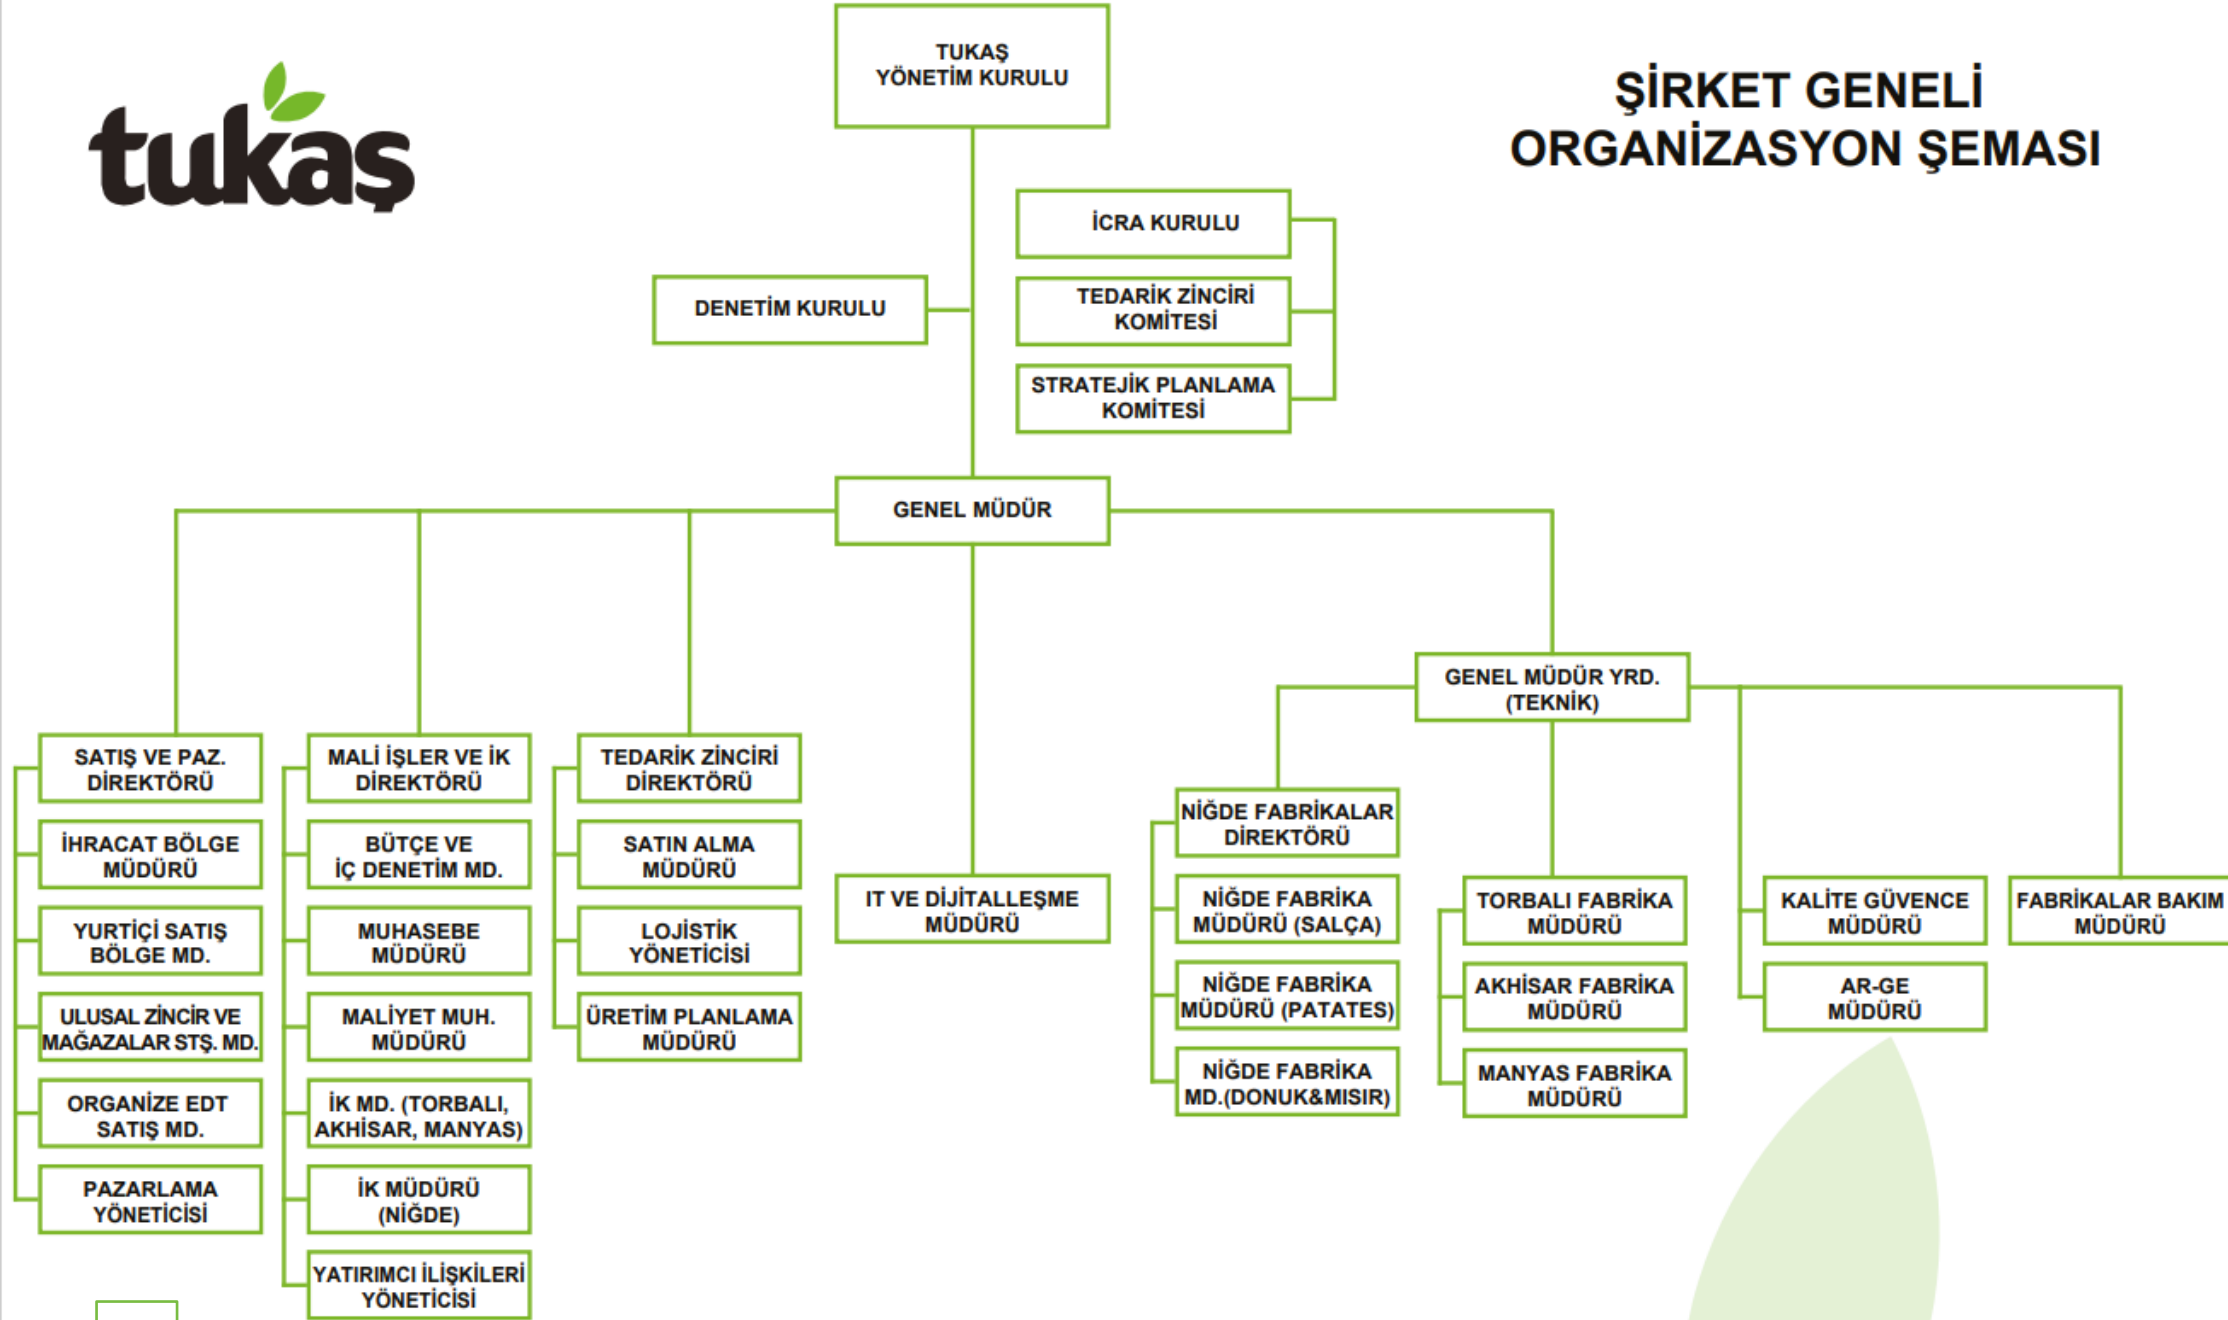 tukaş
ŞİRKET GENELİ
ORGANİZASYON ŞEMASI
TUKAŞ
YÖNETİM KURULU
İCRA KURULU
DENETİM KURULU
TEDARİK ZİNCİRİ
KOMİTESİ
STRATEJİK PLANLAMA
KOMİTESİ
GENEL MÜDÜR
SATIŞ VE PAZ.
DİREKTÖRÜ
İHRACAT BÖLGE
MÜDÜRÜ
YURTİÇİ SATIŞ
BÖLGE MD.
ULUSAL ZİNCİR VE
MAĞAZALAR STŞ. MD.
ORGANİZE EDT
SATIŞ MD.
PAZARLAMA
YÖNETİCİSİ
MALİ İŞLER VE İK
DİREKTÖRÜ
BÜTÇE VE
İÇ DENETİM MD.
MUHASEBE
MÜDÜRÜ
MALİYET MUH.
MÜDÜRÜ
İK MD. (TORBALI,
AKHİSAR, MANYAS)
İK MÜDÜRÜ
(NİĞDE)
YATIRIMCI İLİŞKİLERİ
YÖNETİCİSİ
TEDARİK ZİNCİRİ
DİREKTÖRÜ
SATIN ALMA
MÜDÜRÜ
LOJİSTİK
YÖNETİCİSİ
ÜRETİM PLANLAMA
MÜDÜRÜ
IT VE DİJİTALLEŞME
MÜDÜRÜ
GENEL MÜDÜR YRD.
(TEKNİK)
NİĞDE FABRİKALAR
DİREKTÖRÜ
NİĞDE FABRİKA
MÜDÜRÜ (SALÇA)
NİĞDE FABRİKA
MÜDÜRÜ (PATATES)
NİĞDE FABRİKA
MD.(DONUK&MISIR)
TORBALI FABRİKA
MÜDÜRÜ
AKHİSAR FABRİKA
MÜDÜRÜ
MANYAS FABRİKA
MÜDÜRÜ
KALİTE GÜVENCE
MÜDÜRÜ
AR-GE
MÜDÜRÜ
FABRİKALAR BAKIM
MÜDÜRÜ